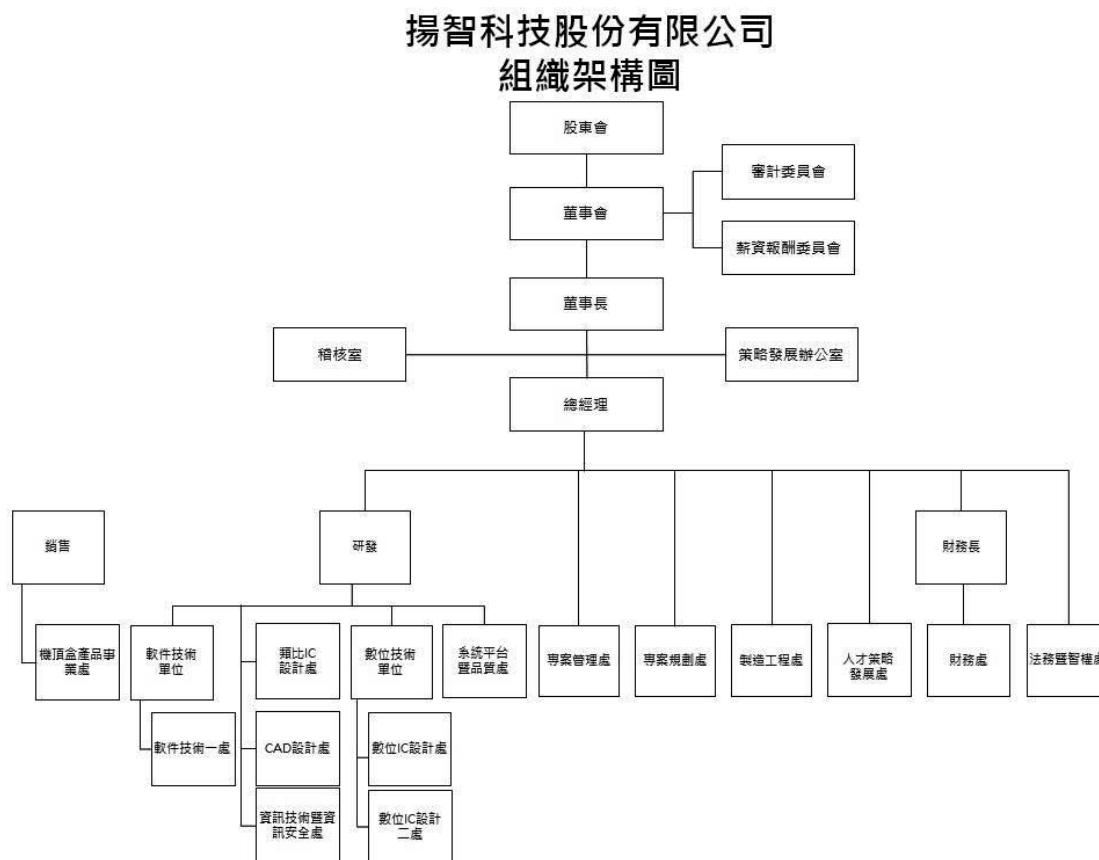 揚智科技股份有限公司
組織架構圖
股東會
審計委員會
董事會
薪資報酬委員會
董事長
稽核室
策略發展辦公室
總經理
銷售
研發
財務長
機頂盒產品事
業處
軟件技術
單位
類比IC
設計處
數位技術
單位
系統平台
暨品質處
專案管理處
專案規劃處
製造工程處
人才策略
發展處
財務處
法務暨智權處
軟件技術一處
CAD設計處
數位IC設計處
資訊技術暨資
訊安全處
數位IC設計
二處